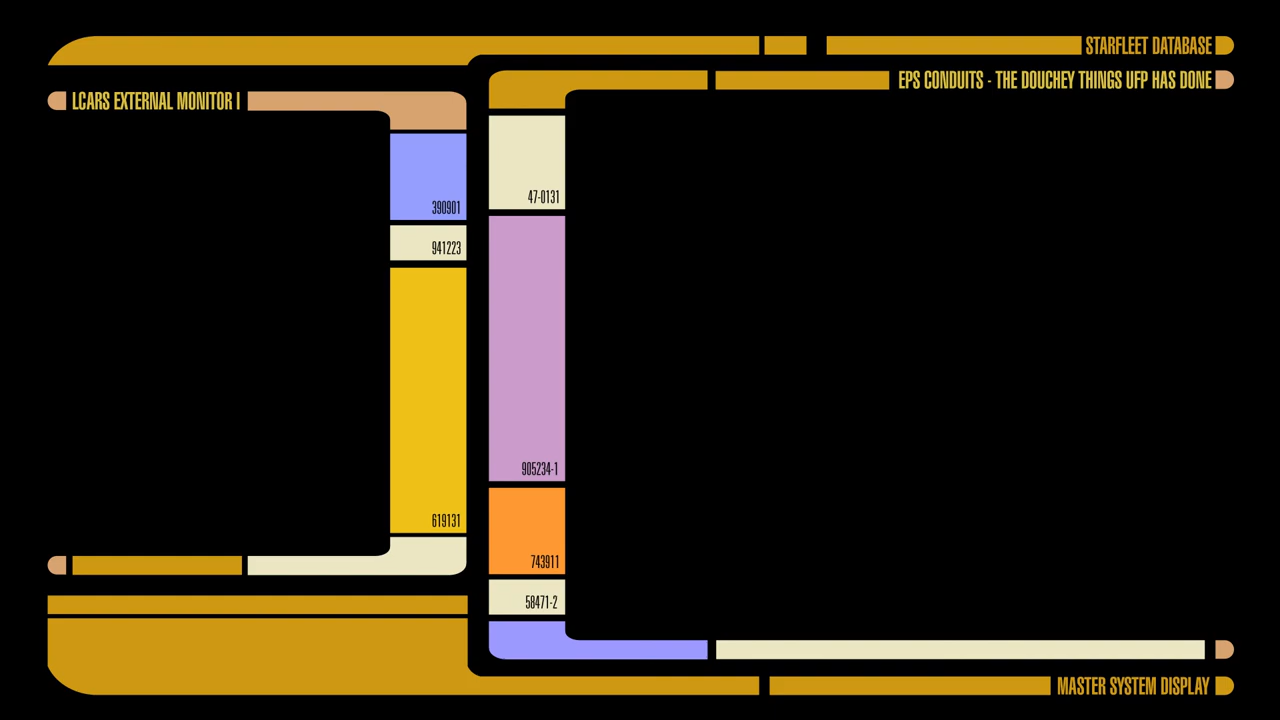 STARFLEET DATABASE
EPS CONDUITS - THE DOUCHEY THINGS UFP HAS DONE
LCARS EXTERNAL MONITOR I
390901
941223
619131
47-0131
905234-1
743911
58471-2
MASTER SYSTEM DISPLAY